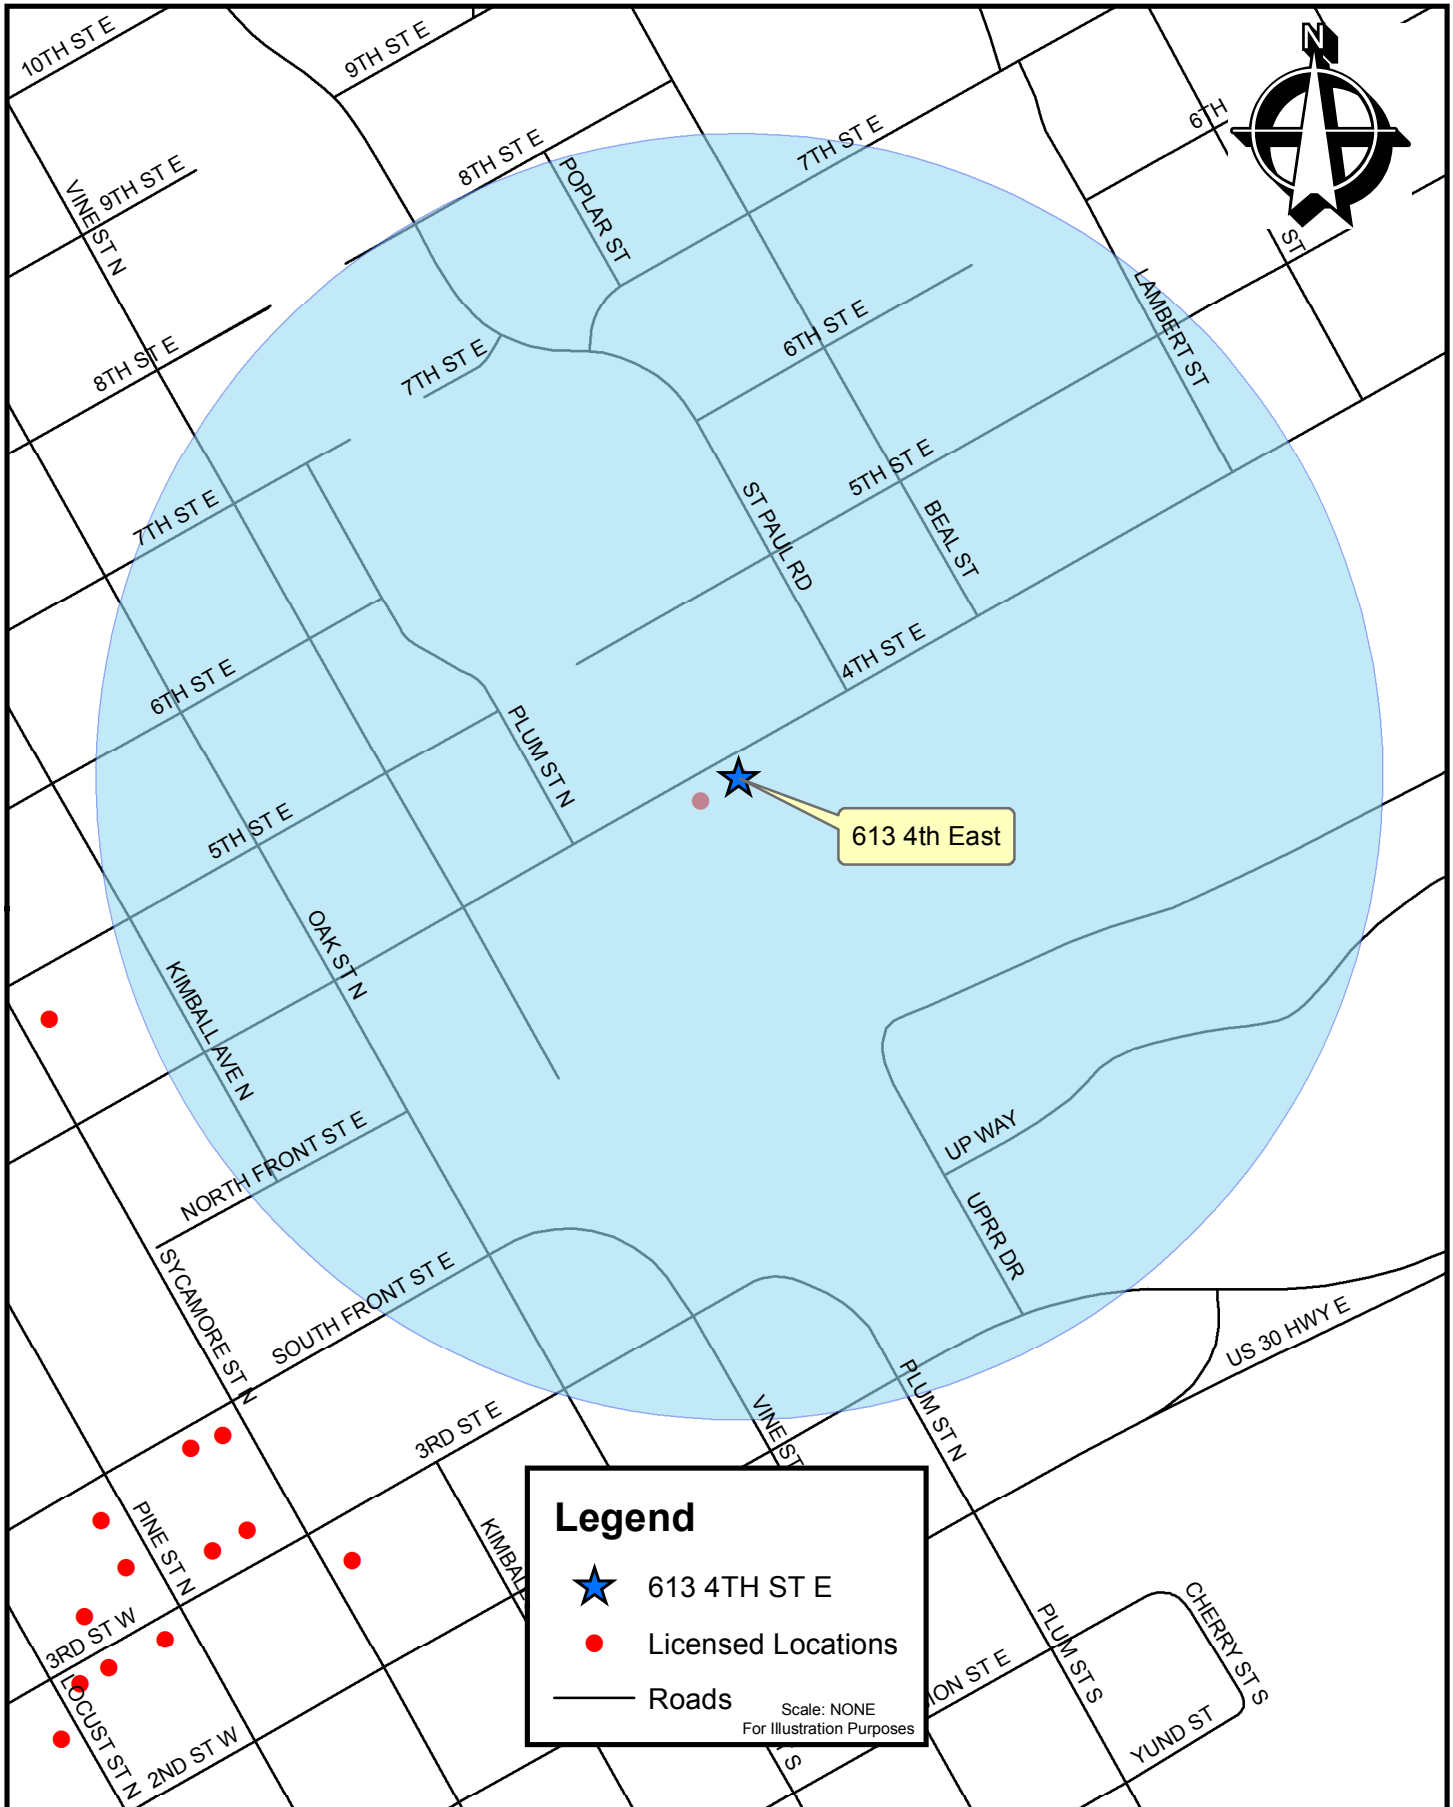 10TH ST E
9TH ST E
N
6TH
7TH ST E
8TH ST E
POPLAR ST
9TH ST E
VINE ST N
ST
LAMBERT ST
6TH ST E
8TH ST E
7TH ST E
5TH ST E
7TH ST E
ST PAUL RD
BEAL ST
4TH ST E
6TH ST E
PLUM ST N
613 4th East
5TH ST E
OAK ST N
KIMBALL AVE N
NORTH FRONT ST E
UP WAY
UPRR DR
SYCAMORE ST N
SOUTH FRONT ST E
US 30 HWY E
PLUM ST N
VINE ST
3RD ST E
PINE ST N
KIMBAL
Legend
613 4TH ST E
Licensed Locations
Roads
Scale: NONE
For Illustration Purposes
3RD ST W
LOCUST ST N
2ND ST W
ION ST E
PLUM ST S
CHERRY ST S
YUND ST
S